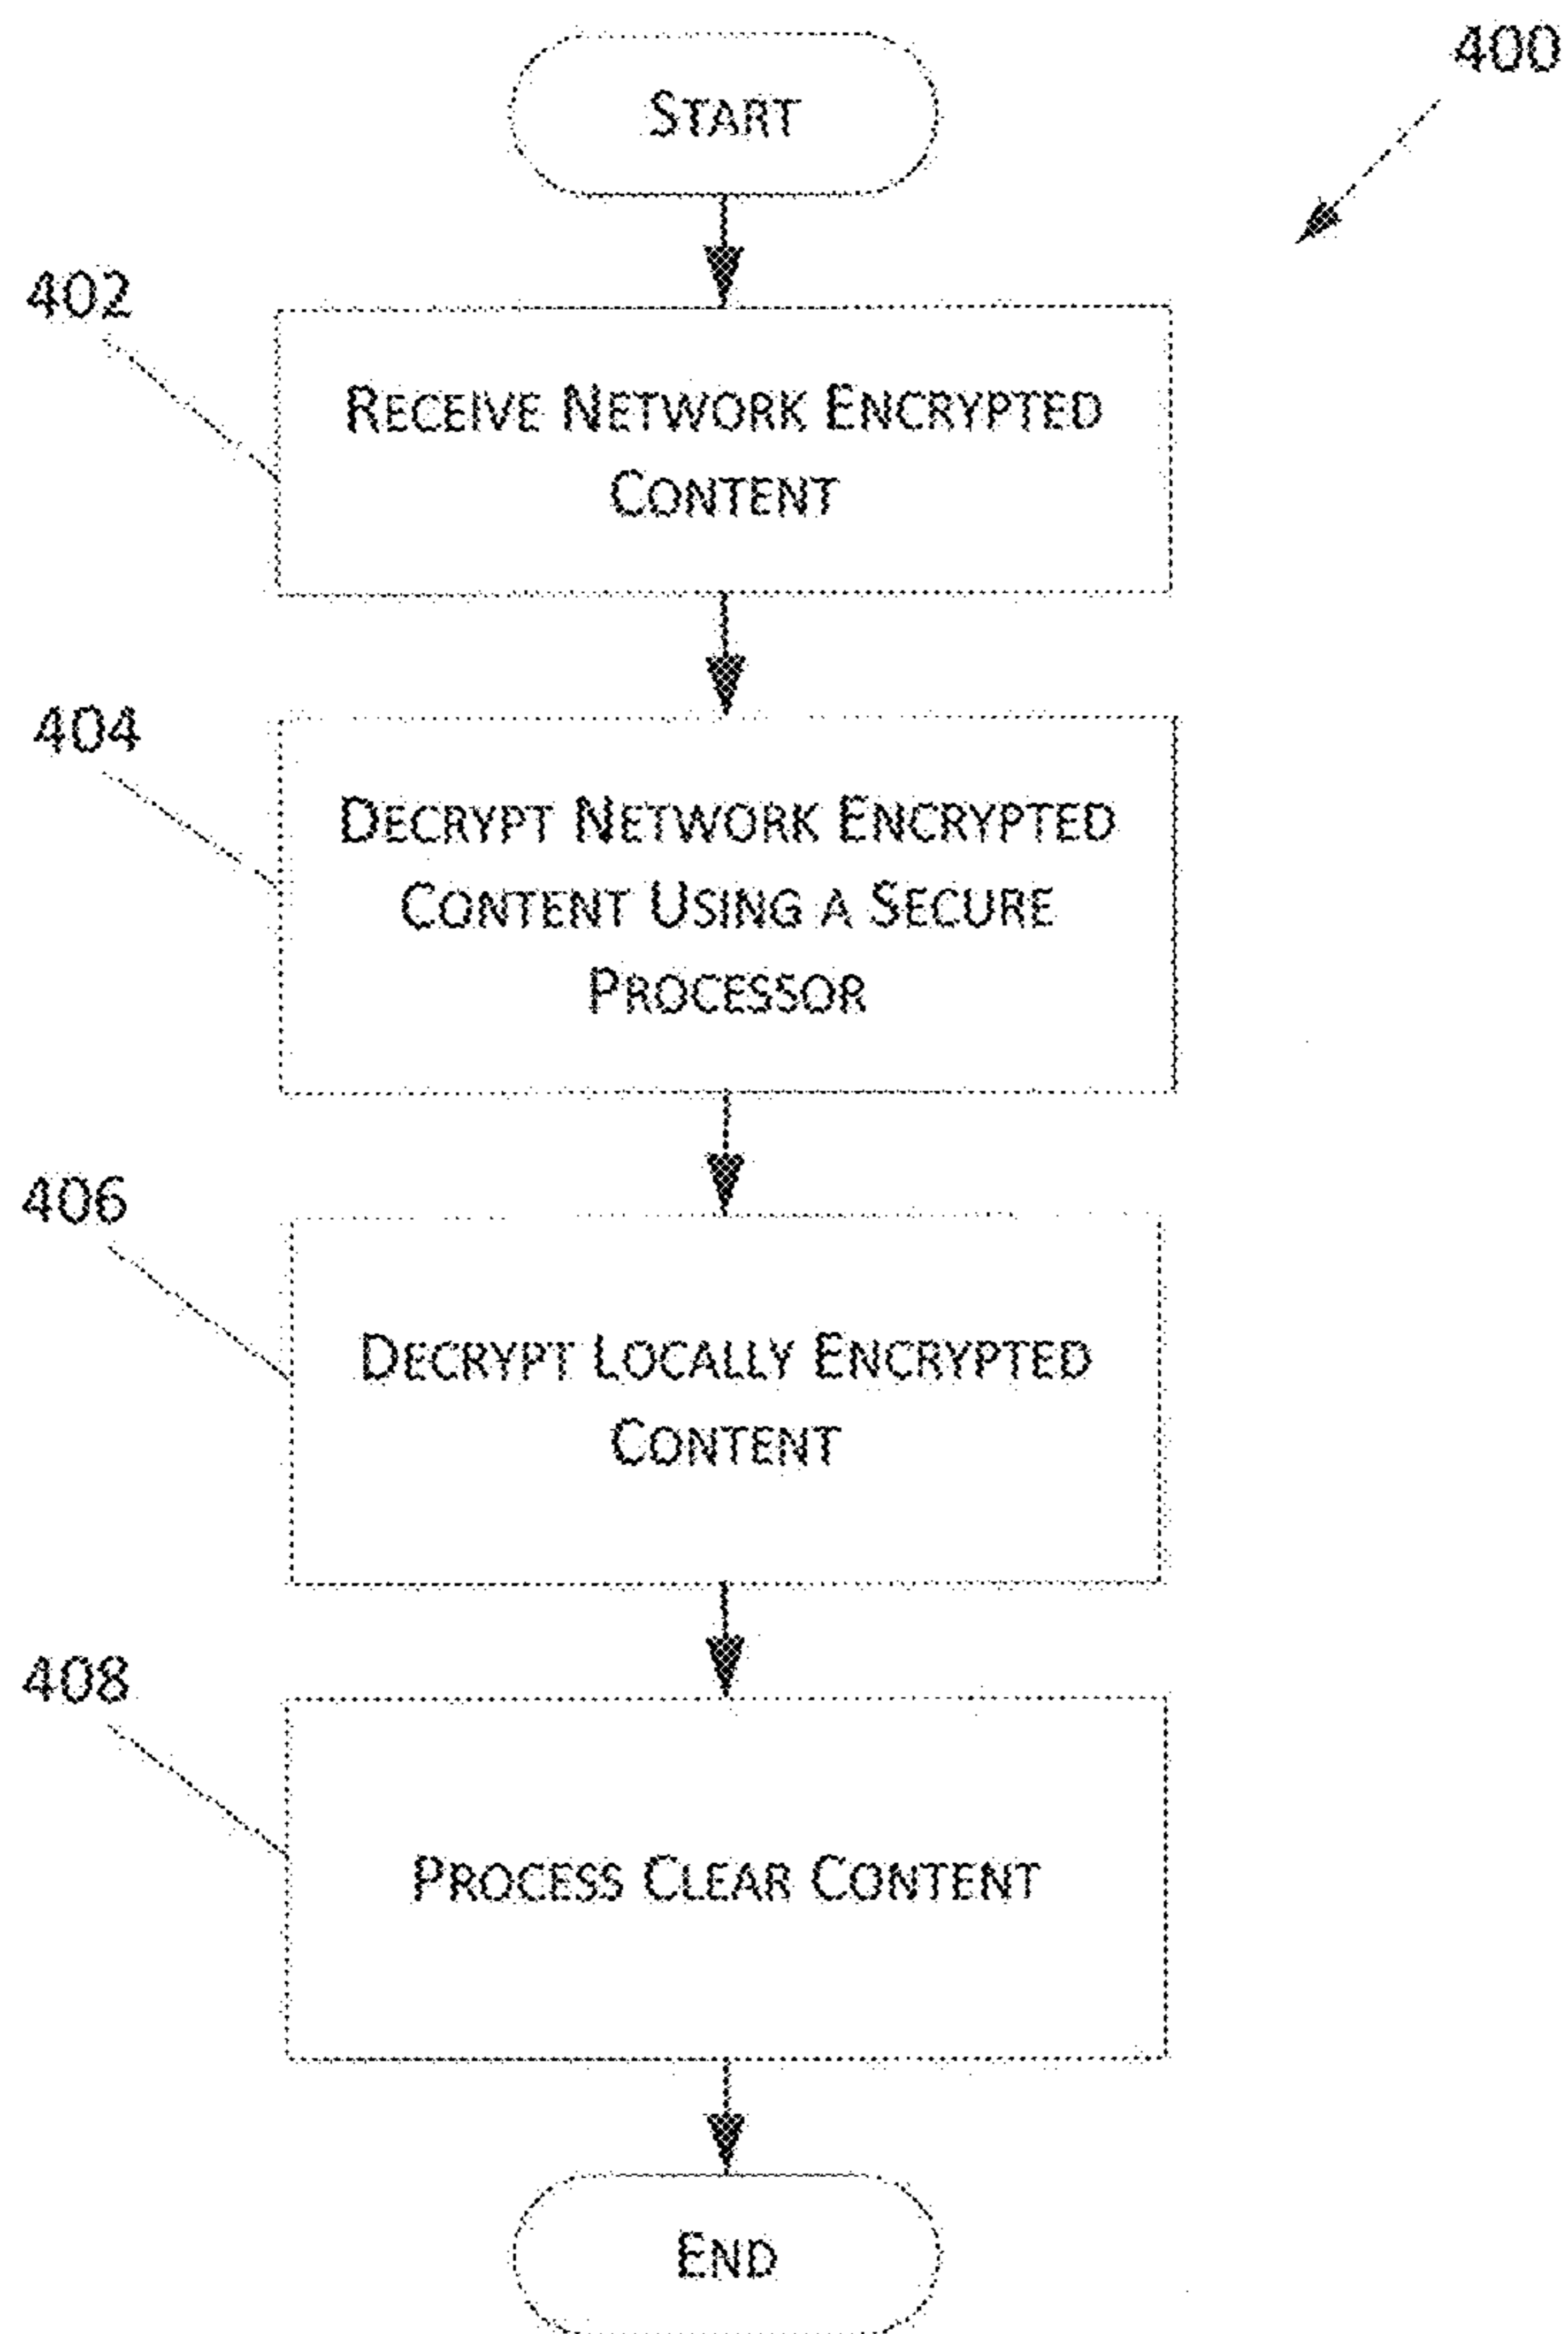 400
START
402
RECEIVE NETWORK ENCRYPTED
CONTENT
404
DECRYPT NETWORK ENCRYPTED
CONTENT USING A SECURE
PROCESSOR
406
DECRYPT LOCALLY ENCRYPTED
CONTENT
408
PROCESS CLEAR CONTENT
END